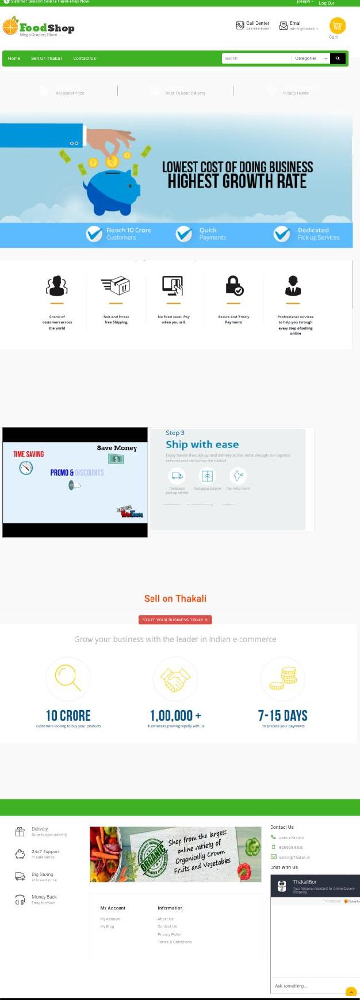 Summer Season Sale is Here!-ship Now
joseph
Log Out
FoodShop
Mega Grocery Store
Call Center
Email
admin@thakali.in
Cart
Home
Sell On Thakali
Contact Us
Search
Categories
At Lowest Price
Door To Door Delivery
In Safe Hands
LOWEST COST OF DOING BUSINESS
HIGHEST GROWTH RATE
Reach 10 Crore
Customers
Quick
Payments
Dedicated
Pick up Services
Crores of
customers across
the world
Fast and Stress
free Shipping
No fixed costs. Pay
when you sell.
Secure and Timely
Payments
Professional services
to help you through
every step of selling
online
TIME SAVING
Save Money
PROMO & DISCOUNTS
Step 3
Ship with ease
Enjoy hassle-free pick-up and delivery across India through our logistics
services and sell across the nation!
Dedicated
pick-up service
Packaging support
Pan-India reach
Sell on Thakali
START YOUR BUSINESS TODAY !!!
Grow your business with the leader in Indian e-commerce
10 CRORE
customers looking to buy your products
1,00,000 +
businesses growing rapidly with us
7-15 DAYS
to process your payments
Delivery
Door to door delivery
24x7 Support
in safe hands
Big Saving
at lowest price
Money Back
Easy to return
ORGANIC
Shop from the largest
online variety of
Organically Grown
Fruits and Vegetables
My Account
My Account
My Blog
Information
About Us
Contact Us
Privacy Policy
Terms & Conditions
Contact Us
admin@Thakali.in
Chat With Us
ThakaliBot
Your Personal Assistant for Online Grocery
Shopping
POWERED BY
Ask something...